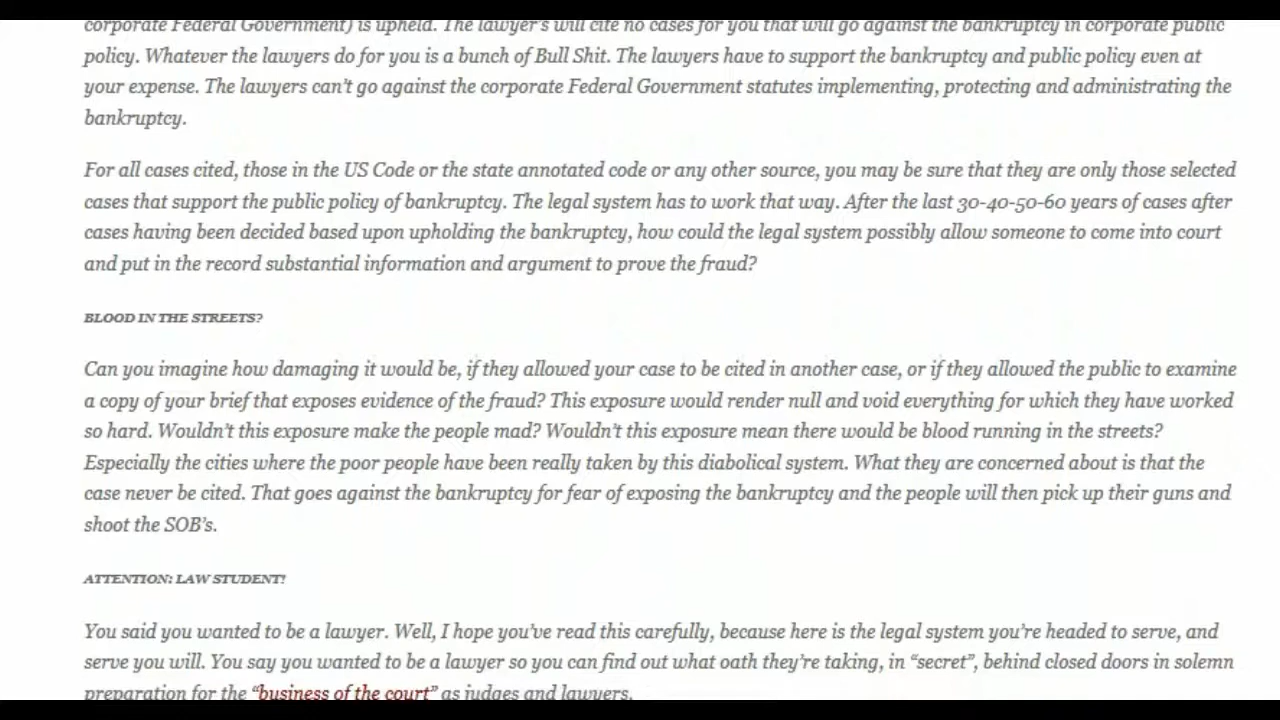 corporate Federal Government) is upheld. The lawyer's will cite no cases for you that will go against the bankruptcy in corporate public
policy. Whatever the lawyers do for you is a bunch of Bull Shit. The lawyers have to support the bankruptcy and public policy even at
your expense. The lawyers can't go against the corporate Federal Government statutes implementing, protecting and administrating the
bankruptcy.
For all cases cited, those in the US Code or the state annotated code or any other source, you may be sure that they are only those selected
cases that support the public policy of bankruptcy. The legal system has to work that way. After the last 30-40-50-60 years of cases after
cases having been decided based upon upholding the bankruptcy, how could the legal system possibly allow someone to come into court
and put in the record substantial information and argument to prove the fraud?
BLOOD IN THE STREETS?
Can you imagine how damaging it would be, if they allowed your case to be cited in another case, or if they allowed the public to examine
a copy of your brief that exposes evidence of the fraud? This exposure would render null and void everything for which they have worked
so hard. Wouldn't this exposure make the people mad? Wouldn't this exposure mean there would be blood running in the streets?
Especially the cities where the poor people have been really taken by this diabolical system. What they are concerned about is that the
case never be cited. That goes against the bankruptcy for fear of exposing the bankruptcy and the people will then pick up their guns and
shoot the SOB's.
ATTENTION: LAW STUDENT!
You said you wanted to be a lawyer. Well, I hope you've read this carefully, because here is the legal system you're headed to serve, and
serve you will. You say you wanted to be a lawyer so you can find out what oath they're taking, in "secret", behind closed doors in solemn
preparation for the "business of the court" as judges and lawyers.